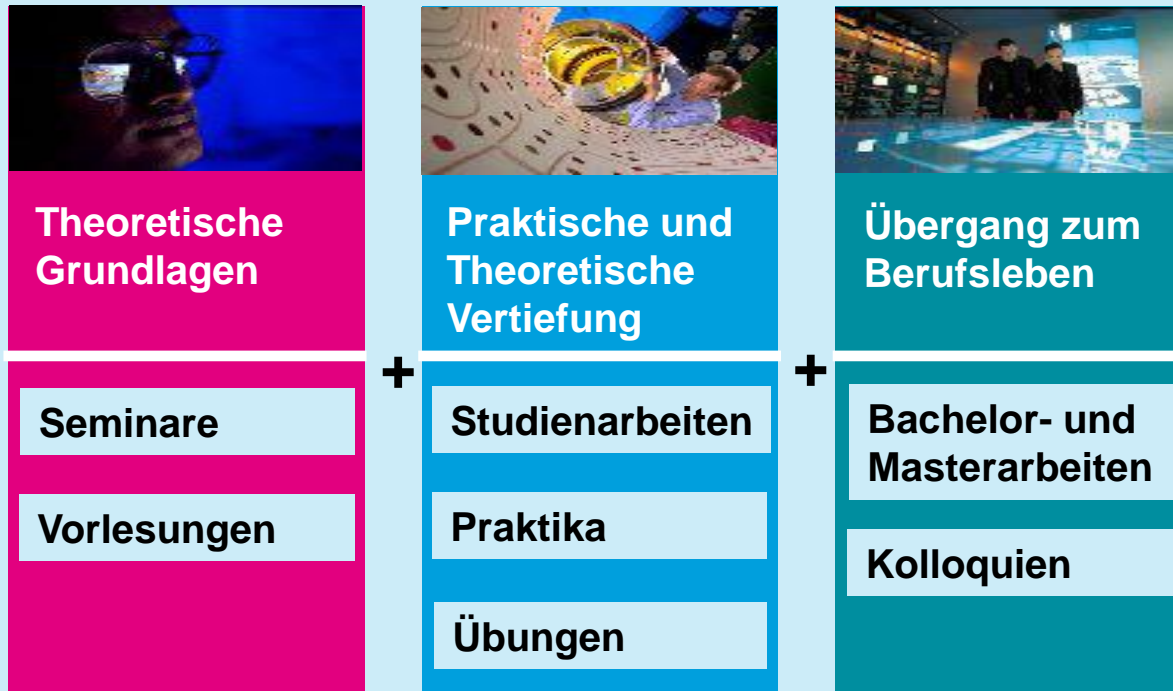 Theoretische
Grundlagen
Seminare
Vorlesungen
+
Praktische und
Theoretische
Vertiefung
Studienarbeiten
Praktika
Übungen
+
Übergang zum
Berufsleben
Bachelor- und
Masterarbeiten
Kolloquien